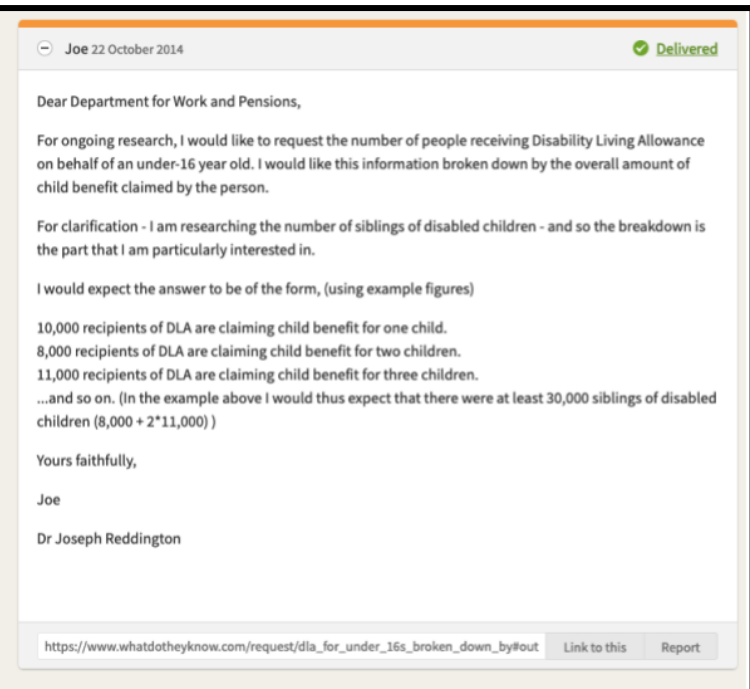 Joe 22 October 2014
Delivered
Dear Department for Work and Pensions,
For ongoing research, I would like to request the number of people receiving Disability Living Allowance
on behalf of an under-16 year old. I would like this information broken down by the overall amount of
child benefit claimed by the person.
For clarification - I am researching the number of siblings of disabled children - and so the breakdown is
the part that I am particularly interested in.
I would expect the answer to be of the form, (using example figures)
10,000 recipients of DLA are claiming child benefit for one child.
8,000 recipients of DLA are claiming child benefit for two children.
11,000 recipients of DLA are claiming child benefit for three children.
...and so on. (In the example above I would thus expect that there were at least 30,000 siblings of disabled
children (8,000 + 2*11,000) )
Yours faithfully,
Joe
Dr Joseph Reddington
https://www.whatdotheyknow.com/request/dla_for_under_16s_broken_down_by#out
Link to this
Report